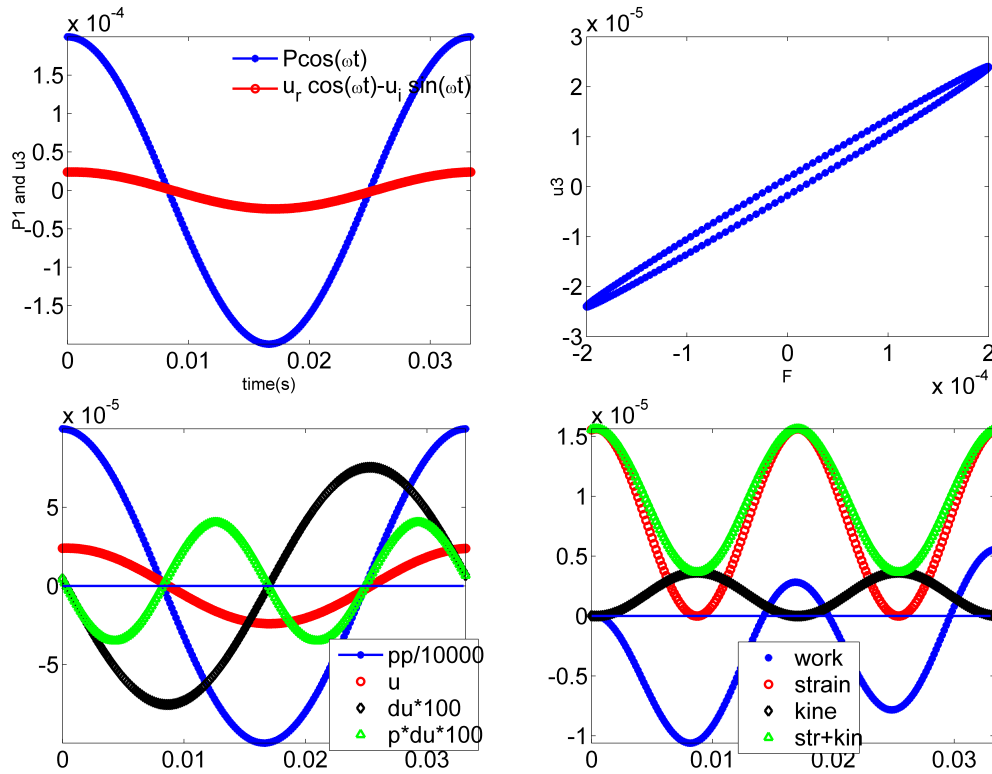 x 10-4
1.5
1
0.5
0
-0.5
-1
-1.5
P1 and u3
Pcos(ωt)
ur cos(ωt)-ui sin(ωt)
0 0.01 0.02 0.03
time(s)
x 10-5
3
2
1
0
-1
-2
-3
u3
-2 -1 0 1 2
F
x 10-4
x 10-5
5
0
-5
pp/10000
u
du*100
p*du*100
0 0.01 0.02 0.03
x 10-5
1.5
1
0.5
0
-0.5
-1
work
strain
kine
str+kin
0 0.01 0.02 0.03